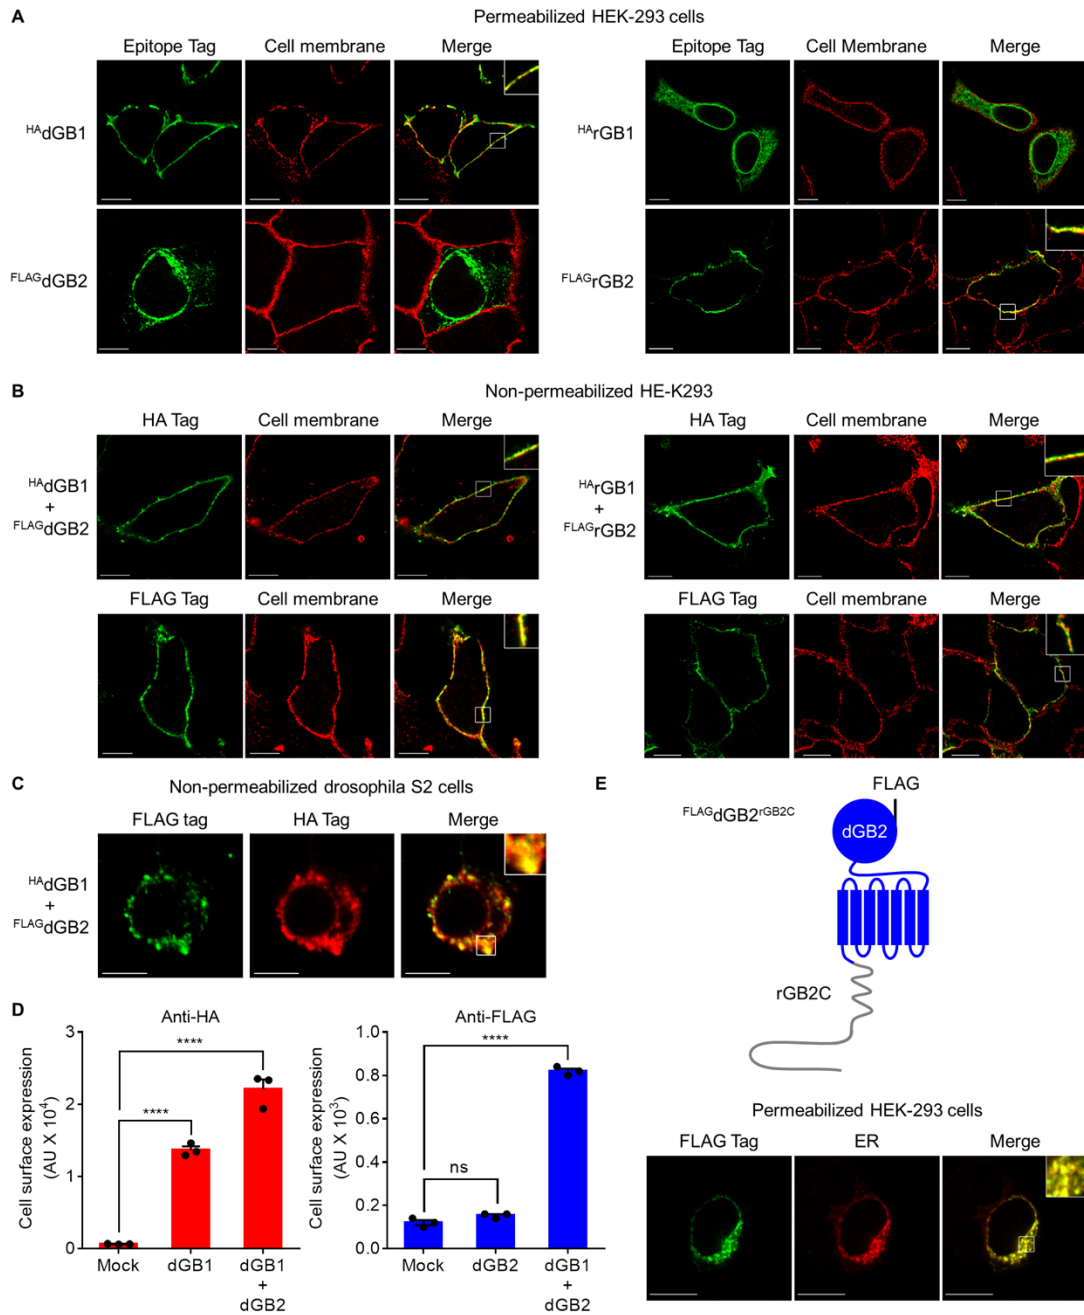 A
Permeabilized HEK-293 cells
Epitope Tag Cell membrane Merge
Epitope Tag Cell Membrane Merge
HAdGB1
HArGB1
FLAGdGB2
FLAGrGB2
B
Non-permeabilized HE-K293
HA Tag Cell membrane Merge
HA Tag Cell membrane Merge
HAdGB1
+
FLAGdGB2
HArGB1
+
FLAGrGB2
FLAG Tag Cell membrane Merge
FLAG Tag Cell membrane Merge
C
Non-permeabilized drosophila S2 cells
FLAG tag HA Tag Merge
HAdGB1
+
FLAGdGB2
D
Anti-HA
Cell surface expression
(AU X 10⁴)
3
2
1
0
****
****
Mock dGB1 dGB1
+
dGB2
Anti-FLAG
Cell surface expression
(AU X 10³)
1.0
0.8
0.6
0.4
0.2
0.0
****
ns
Mock dGB2 dGB1
+
dGB2
E
FLAGdGB2rGB2C
FLAG
dGB2
rGB2C
Permeabilized HEK-293 cells
FLAG Tag ER Merge